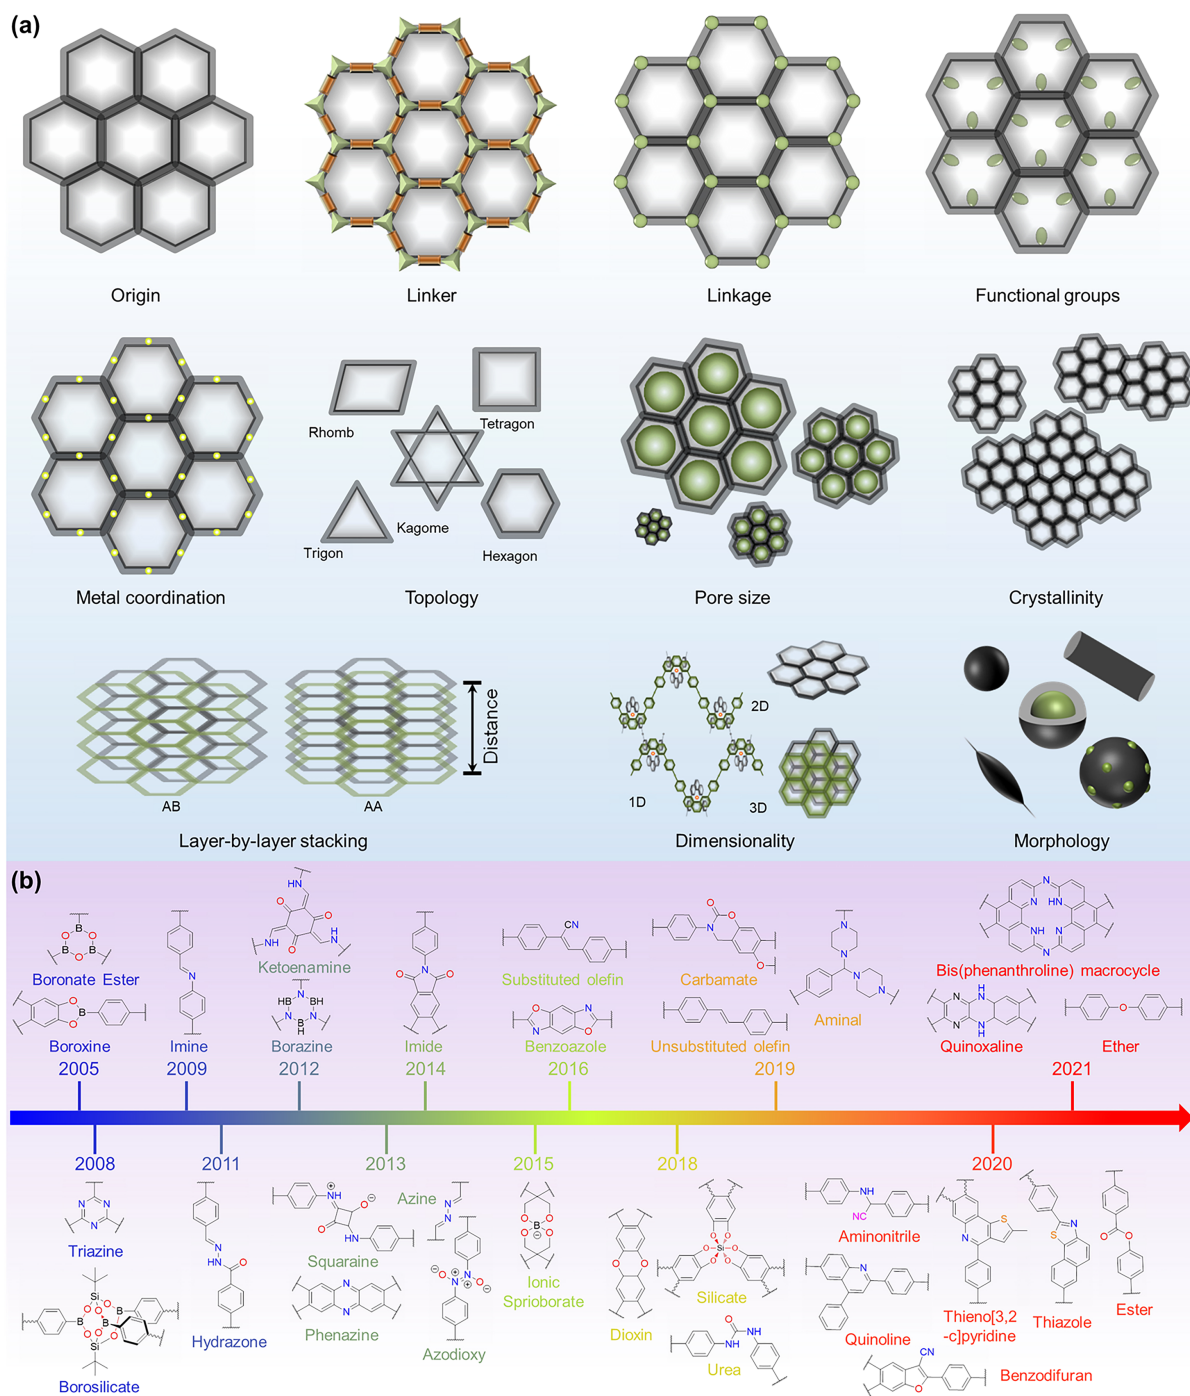 (a)
Origin
Linker
Linkage
Functional groups
Rhomb
Tetragon
Kagome
Trigon
Hexagon
Metal coordination
Topology
Pore size
Crystallinity
AB
AA
Distance
2D
1D
3D
Layer-by-layer stacking
Dimensionality
Morphology
(b)
Boronate Ester
Boroxine
Imine
Ketoenamine
Borazine
Imide
Substituted olefin
Benzoazole
Carbamate
Unsubstituted olefin
Aminal
Bis(phenanthroline) macrocycle
Quinoxaline
Ether
2005
2009
2012
2014
2016
2019
2021
2008
2011
2013
2015
2018
2020
Triazine
Borosilicate
Hydrazone
Squaraine
Phenazine
Azine
Azodioxy
Ionic
Sprioborate
Dioxin
Silicate
Urea
Aminonitrile
Quinoline
Thieno[3,2
-c]pyridine
Thiazole
Ester
Benzodifuran